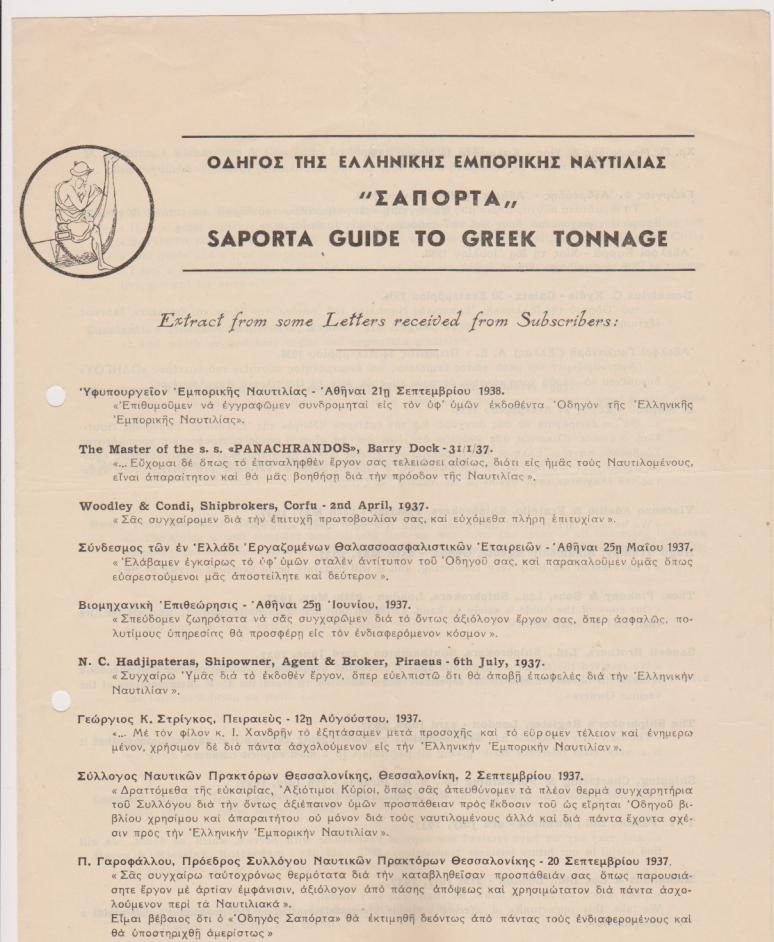 ΟΔΗΓΟΣ ΤΗΣ ΕΛΛΗΝΙΚΗΣ ΕΜΠΟΡΙΚΗΣ ΝΑΥΤΙΛΙΑΣ
“ΣΑΠΟΡΤΑ„
SAPORTA GUIDE TO GREEK TONNAGE
Extract from some Letters received from Subscribers:
Ὑφυπουργεῖον Ἐμπορικῆς Ναυτιλίας - Ἀθῆναι 21ῃ Σεπτεμβρίου 1938.
«Ἐπιθυμοῦμεν νά ἐγγραφῶμεν συνδρομηταί εἰς τόν ὑφ' ὑμῶν ἐκδοθέντα Ὁδηγόν τῆς Ἑλληνικῆς
Ἐμπορικῆς Ναυτιλίας».
The Master of the s. s. «PANACHRANDOS», Barry Dock - 31/1/37.
«... Εὔχομαι δέ ὅπως τό ἐπαναληφθέν ἔργον σας τελειώσει αἰσίως, διότι εἰς ἡμᾶς τούς Ναυτιλομένους,
εἶναι ἀπαραίτητον καί θά μᾶς βοηθήσῃ διά τήν πρόοδον τῆς Ναυτιλίας».
Woodley & Condi, Shipbrokers, Corfu - 2nd April, 1937.
«Σᾶς συγχαίρομεν διά τήν ἐπιτυχῆ πρωτοβουλίαν σας, καί εὐχόμεθα πλήρη ἐπιτυχίαν».
Σύνδεσμος τῶν ἐν Ἑλλάδι Ἐργαζομένων Θαλασσοασφαλιστικῶν Ἑταιρειῶν - Ἀθῆναι 25ῃ Μαΐου 1937.
«Ἐλάβαμεν ἐγκαίρως τό ὑφ' ὑμῶν σταλέν ἀντίτυπον τοῦ Ὁδηγοῦ σας, καί παρακαλοῦμεν ὑμᾶς ὅπως
εὐαρεστούμενοι μᾶς ἀποστείλητε καί δεύτερον».
Βιομηχανικὴ Ἐπιθεώρησις - Ἀθῆναι 25ῃ Ἰουνίου, 1937.
«Σπεύδομεν ζωηρότατα νά σᾶς συγχαρῶμεν διά τό ὄντως ἀξιόλογον ἔργον σας, ὅπερ ἀσφαλῶς, πο-
λυτίμους ὑπηρεσίας θά προσφέρῃ εἰς τόν ἐνδιαφερόμενον κόσμον».
N. C. Hadjipateras, Shipowner, Agent & Broker, Piraeus - 6th July, 1937.
«Συγχαίρω Ὑμᾶς διά τό ἐκδοθέν ἔργον, ὅπερ εὐελπιστῶ ὅτι θά ἀποβῇ ἐπωφελές διά τήν Ἑλληνικήν
Ναυτιλίαν».
Γεώργιος Κ. Στρίγκος, Πειραιεὺς - 12ῃ Αὐγούστου, 1937.
«... Μέ τόν φίλον κ. Ι. Χανδρῆν τό ἐξητάσαμεν μετά προσοχῆς καί τό εὕρομεν τέλειον καί ἐνημερω
μένον, χρήσιμον δέ διά πάντα ἀσχολούμενον εἰς τήν Ἑλληνικήν Ἐμπορικήν Ναυτιλίαν».
Σύλλογος Ναυτικῶν Πρακτόρων Θεσσαλονίκης, Θεσσαλονίκη, 2 Σεπτεμβρίου 1937.
«Δραττόμεθα τῆς εὐκαιρίας, Ἀξιότιμοι Κύριοι, ὅπως σᾶς ἀπευθύνομεν τά πλέον θερμά συγχαρητήρια
τοῦ Συλλόγου διά τήν ὄντως ἀξιέπαινον ὑμῶν προσπάθειαν πρός ἔκδοσιν τοῦ ὡς εἴρηται Ὁδηγοῦ βι-
βλίου χρησίμου καί ἀπαραιτήτου οὐ μόνον διά τούς ναυτιλομένους ἀλλά καί διά πάντα ἔχοντα σχέ-
σιν πρός τήν Ἑλληνικήν Ἐμπορικήν Ναυτιλίαν».
Π. Γαροφάλλου, Πρόεδρος Συλλόγου Ναυτικῶν Πρακτόρων Θεσσαλονίκης - 20 Σεπτεμβρίου 1937.
«Σᾶς συγχαίρω ταὐτοχρόνως θερμότατα διά τήν καταβληθεῖσαν προσπάθειάν σας ὅπως παρουσιά-
σητε ἔργον μέ ἀρτίαν ἐμφάνισιν, ἀξιόλογον ἀπό πάσης ἀπόψεως καί χρησιμώτατον διά πάντα ἀσχο-
λούμενον περί τά Ναυτιλιακά».
Εἶμαι βέβαιος ὅτι ὁ «Ὁδηγός Σαπόρτα» θά ἐκτιμηθῇ δεόντως ἀπό πάντας τούς ἐνδιαφερομένους καί
θά ὑποστηριχθῇ ἀμερίστως»